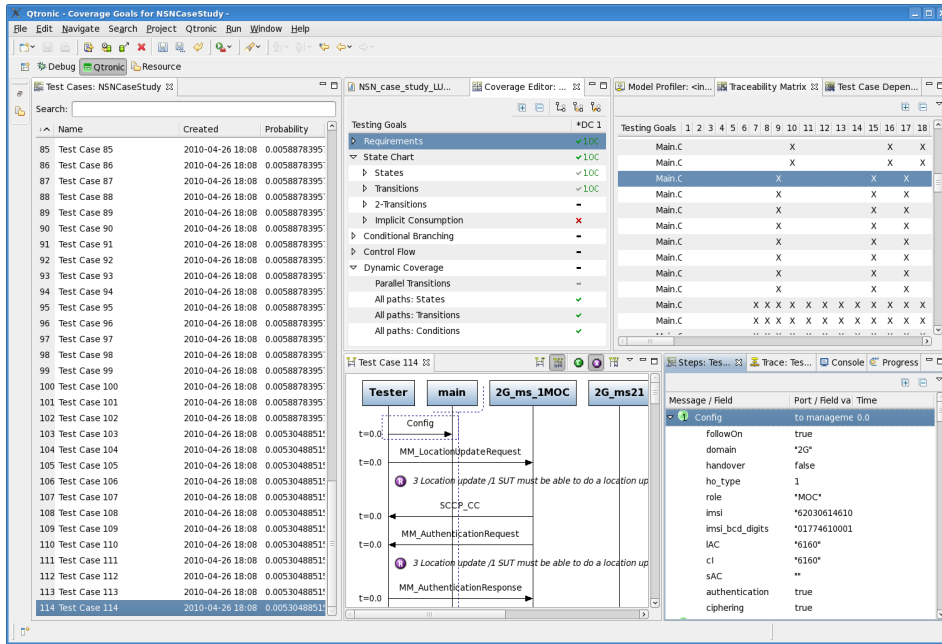 Qtronic - Coverage Goals for NSNCaseStudy -
File Edit Navigate Search Project Qtronic Run Window Help
Debug Qtronic Resource
Test Cases: NSNCaseStudy
Search:
Name Created Probability
85 Test Case 85 2010-04-26 18:08 0.0058878395
86 Test Case 86 2010-04-26 18:08 0.0058878395
87 Test Case 87 2010-04-26 18:08 0.0058878395
88 Test Case 88 2010-04-26 18:08 0.0058878395
89 Test Case 89 2010-04-26 18:08 0.0058878395
90 Test Case 90 2010-04-26 18:08 0.0058878395
91 Test Case 91 2010-04-26 18:08 0.0058878395
92 Test Case 92 2010-04-26 18:08 0.0058878395
93 Test Case 93 2010-04-26 18:08 0.0058878395
94 Test Case 94 2010-04-26 18:08 0.0058878395
95 Test Case 95 2010-04-26 18:08 0.0058878395
96 Test Case 96 2010-04-26 18:08 0.0058878395
97 Test Case 97 2010-04-26 18:08 0.0058878395
98 Test Case 98 2010-04-26 18:08 0.0058878395
99 Test Case 99 2010-04-26 18:08 0.0058878395
100 Test Case 100 2010-04-26 18:08 0.0058878395
101 Test Case 101 2010-04-26 18:08 0.0058878395
102 Test Case 102 2010-04-26 18:08 0.0058878395
103 Test Case 103 2010-04-26 18:08 0.0053048851
104 Test Case 104 2010-04-26 18:08 0.0053048851
105 Test Case 105 2010-04-26 18:08 0.0053048851
106 Test Case 106 2010-04-26 18:08 0.0053048851
107 Test Case 107 2010-04-26 18:08 0.0053048851
108 Test Case 108 2010-04-26 18:08 0.0053048851
109 Test Case 109 2010-04-26 18:08 0.0053048851
110 Test Case 110 2010-04-26 18:08 0.0053048851
111 Test Case 111 2010-04-26 18:08 0.0053048851
112 Test Case 112 2010-04-26 18:08 0.0053048851
113 Test Case 113 2010-04-26 18:08 0.0053048851
114 Test Case 114 2010-04-26 18:08 0.0053048851
NSN_case_study_LU... Coverage Editor: ...
Testing Goals *DC 1
Requirements 10C
State Chart 10C
States 10C
Transitions 10C
2-Transitions -
Implicit Consumption
Conditional Branching -
Control Flow -
Dynamic Coverage -
Parallel Transitions -
All paths: States
All paths: Transitions
All paths: Conditions
Model Profiler: <in... Traceability Matrix Test Case Depen...
Testing Goals 1 2 3 4 5 6 7 8 9 10 11 12 13 14 15 16 17 18
Main.C X X X
Main.C X X X
Main.C X X X
Main.C X X X
Main.C X X X
Main.C X X X
Main.C X X X
Main.C X X X
Main.C X X X
Main.C X X X
Main.C X X X X X X X X X X X X
Main.C X X X X X X X X X X X X
Test Case 114
Tester main 2G_ms_1MOC 2G_ms21
Config
t=0.0
MM_LocationUpdateRequest
t=0.0
R 3 Location update /1 SUT must be able to do a location up
SCCP_CC
t=0.0
MM_AuthenticationRequest
t=0.0
R 3 Location update /1 SUT must be able to do a location up
MM_AuthenticationResponse
t=0.0
Steps: Tes... Trace: Tes... Console Progress
Message / Field Port / Field va Time
1 Config to manageme 0.0
followOn true
domain "2G"
handover false
ho_type 1
role "MOC"
imsi "62030614610
imsi_bcd_digits "01774610001
lAC "6160"
cI "6160"
sAC ""
authentication true
ciphering true